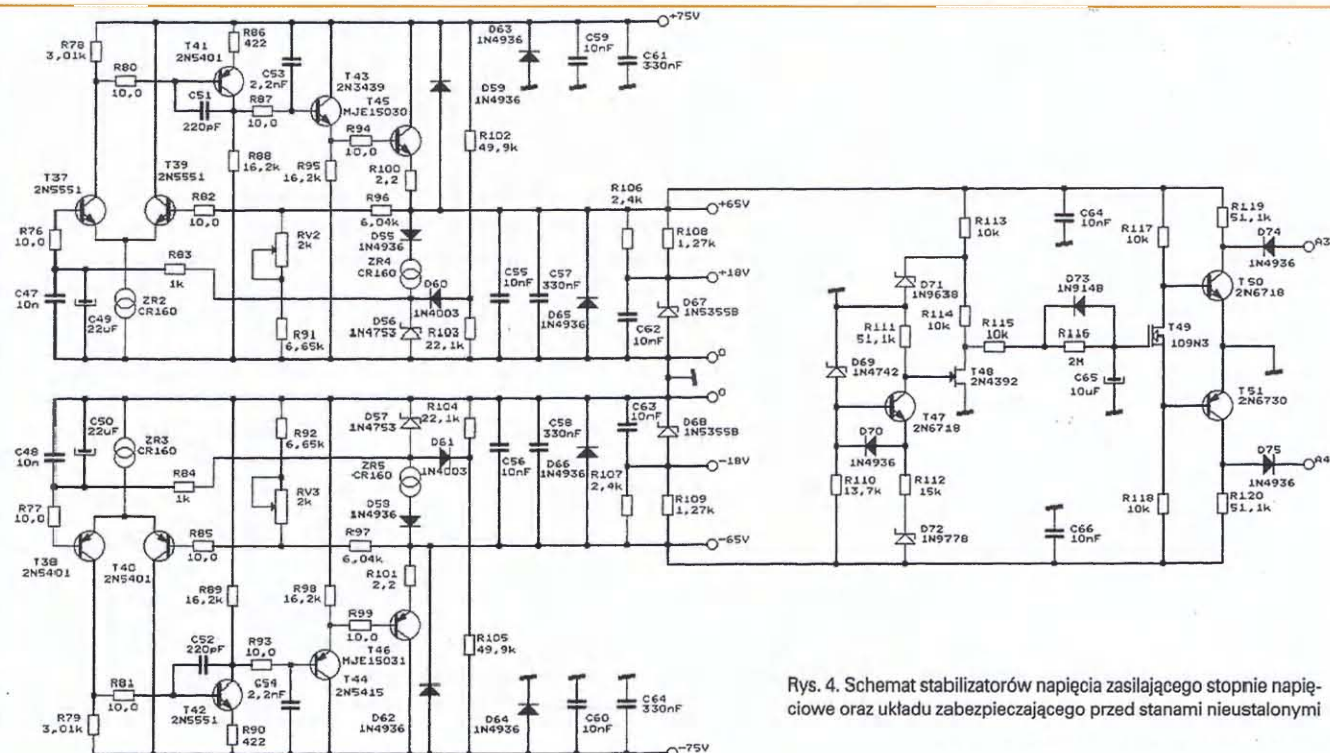 +75V
R78
3,01k
R80
10,0
T41
2N5401
R86
422
C53
2,2nF
C51
220pF
R87
10,0
T43
2N3439
T45
MJE15030
R94
10,0
D59
1N4936
D63
1N4936
C59
10nF
C61
330nF
R88
16,2k
R95
16,2k
R100
2,2
R102
49,9k
T37
2N5551
T39
2N5551
R82
10,0
R96
6,04k
R106
2,4k
+65V
R76
10,0
R83
1k
RV2
2k
D55
1N4936
ZR4
CR160
D60
1N4003
R108
1,27k
+18V
C47
10n
C49
22uF
ZR2
CR160
R91
6,65k
D56
1N4753
R103
22,1k
C55
10nF
C57
330nF
D65
1N4936
C62
10nF
D67
1N5355B
0
0
C48
10n
C50
22uF
ZR3
CR160
R84
1k
R92
6,65k
D57
1N4753
R104
22,1k
D61
1N4003
C56
10nF
C58
330nF
D66
1N4936
C63
10nF
R107
2,4k
D68
1N5355B
-18V
R77
10,0
RV3
2k
ZR5
CR160
D58
1N4936
R109
1,27k
T38
2N5401
T40
2N5401
R85
10,0
R97
6,04k
-65V
R101
2,2
R89
16,2k
R98
16,2k
R99
10,0
T46
MJE15031
R105
49,9k
C52
220pF
R93
10,0
R81
10,0
C54
2,2nF
T44
2N5415
R79
3,01k
T42
2N5551
R90
422
D62
1N4936
D64
1N4936
C60
10nF
C64
330nF
-75V
R113
10k
C64
10nF
R117
10k
R119
51,1k
D74
1N4936
A3
D71
1N963B
R111
51,1k
R114
10k
R115
10k
D73
1N914B
R116
2M
T49
109N3
T50
2N6718
D69
1N4742
T48
2N4392
C65
10uF
T47
2N6718
T51
2N6730
D70
1N4936
R110
13,7k
R112
15k
D72
1N977B
C66
10nF
R118
10k
D75
1N4936
A4
R120
51,1k
Rys. 4. Schemat stabilizatorów napięcia zasilającego stopnie napię-
ciowe oraz układu zabezpieczającego przed stanami nieustalonymi